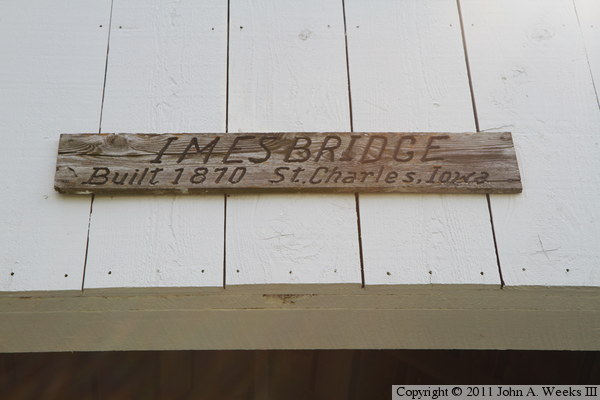 IMES BRIDGE
Built 1870 St. Charles, Iowa
Copyright © 2011 John A. Weeks III